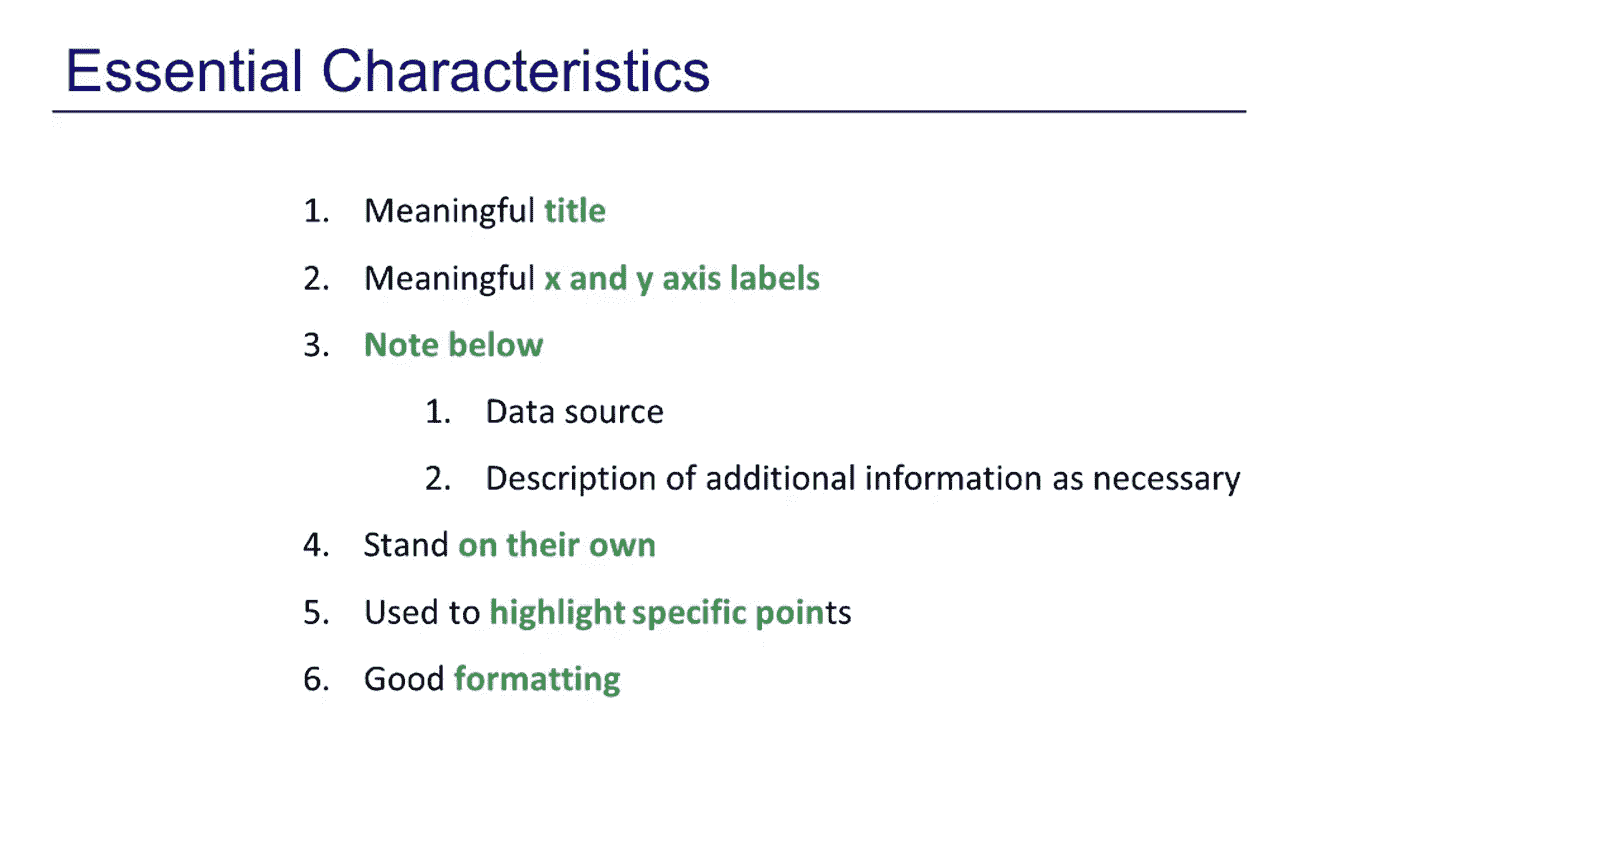 Essential Characteristics
1. Meaningful title
2. Meaningful x and y axis labels
3. Note below
1. Data source
2. Description of additional information as necessary
4. Stand on their own
5. Used to highlight specific points
6. Good formatting